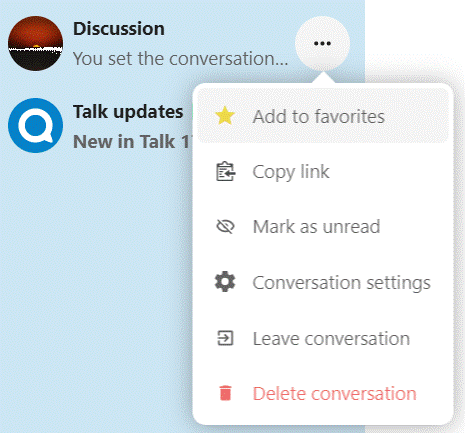 Discussion
You set the conversation...
Talk updates
New in Talk 1
Add to favorites
Copy link
Mark as unread
Conversation settings
Leave conversation
Delete conversation